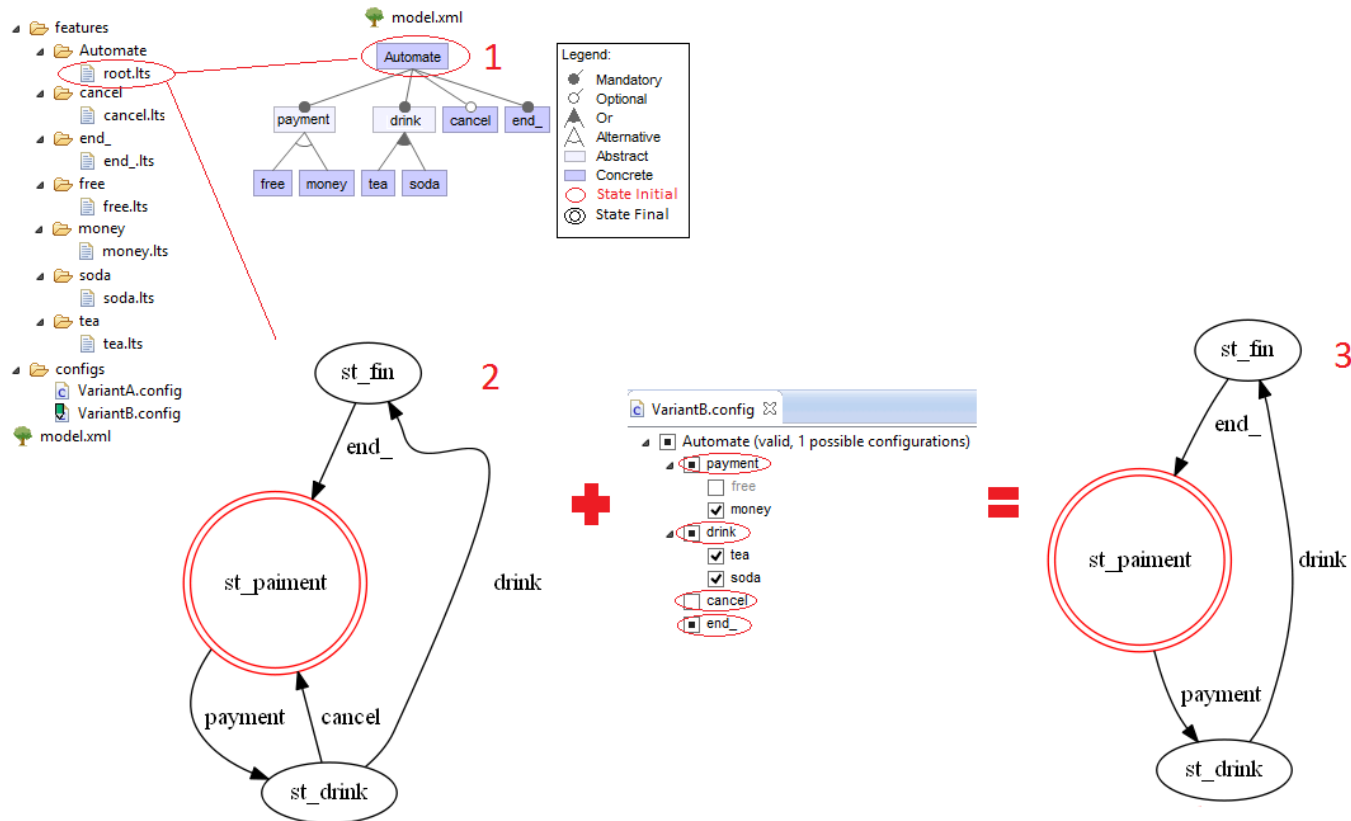 features
Automate
root.lts
cancel
cancel.lts
end_
end_.lts
free
free.lts
money
money.lts
soda
soda.lts
tea
tea.lts
configs
VariantA.config
VariantB.config
model.xml
model.xml
Automate
1
payment
drink
cancel
end_
free
money
tea
soda
Legend:
Mandatory
Optional
Or
Alternative
Abstract
Concrete
State Initial
State Final
2
st_fin
end_
st_paiment
drink
payment
cancel
st_drink
VariantB.config
Automate (valid, 1 possible configurations)
payment
free
money
drink
tea
soda
cancel
end_
3
st_fin
end_
st_paiment
drink
payment
st_drink